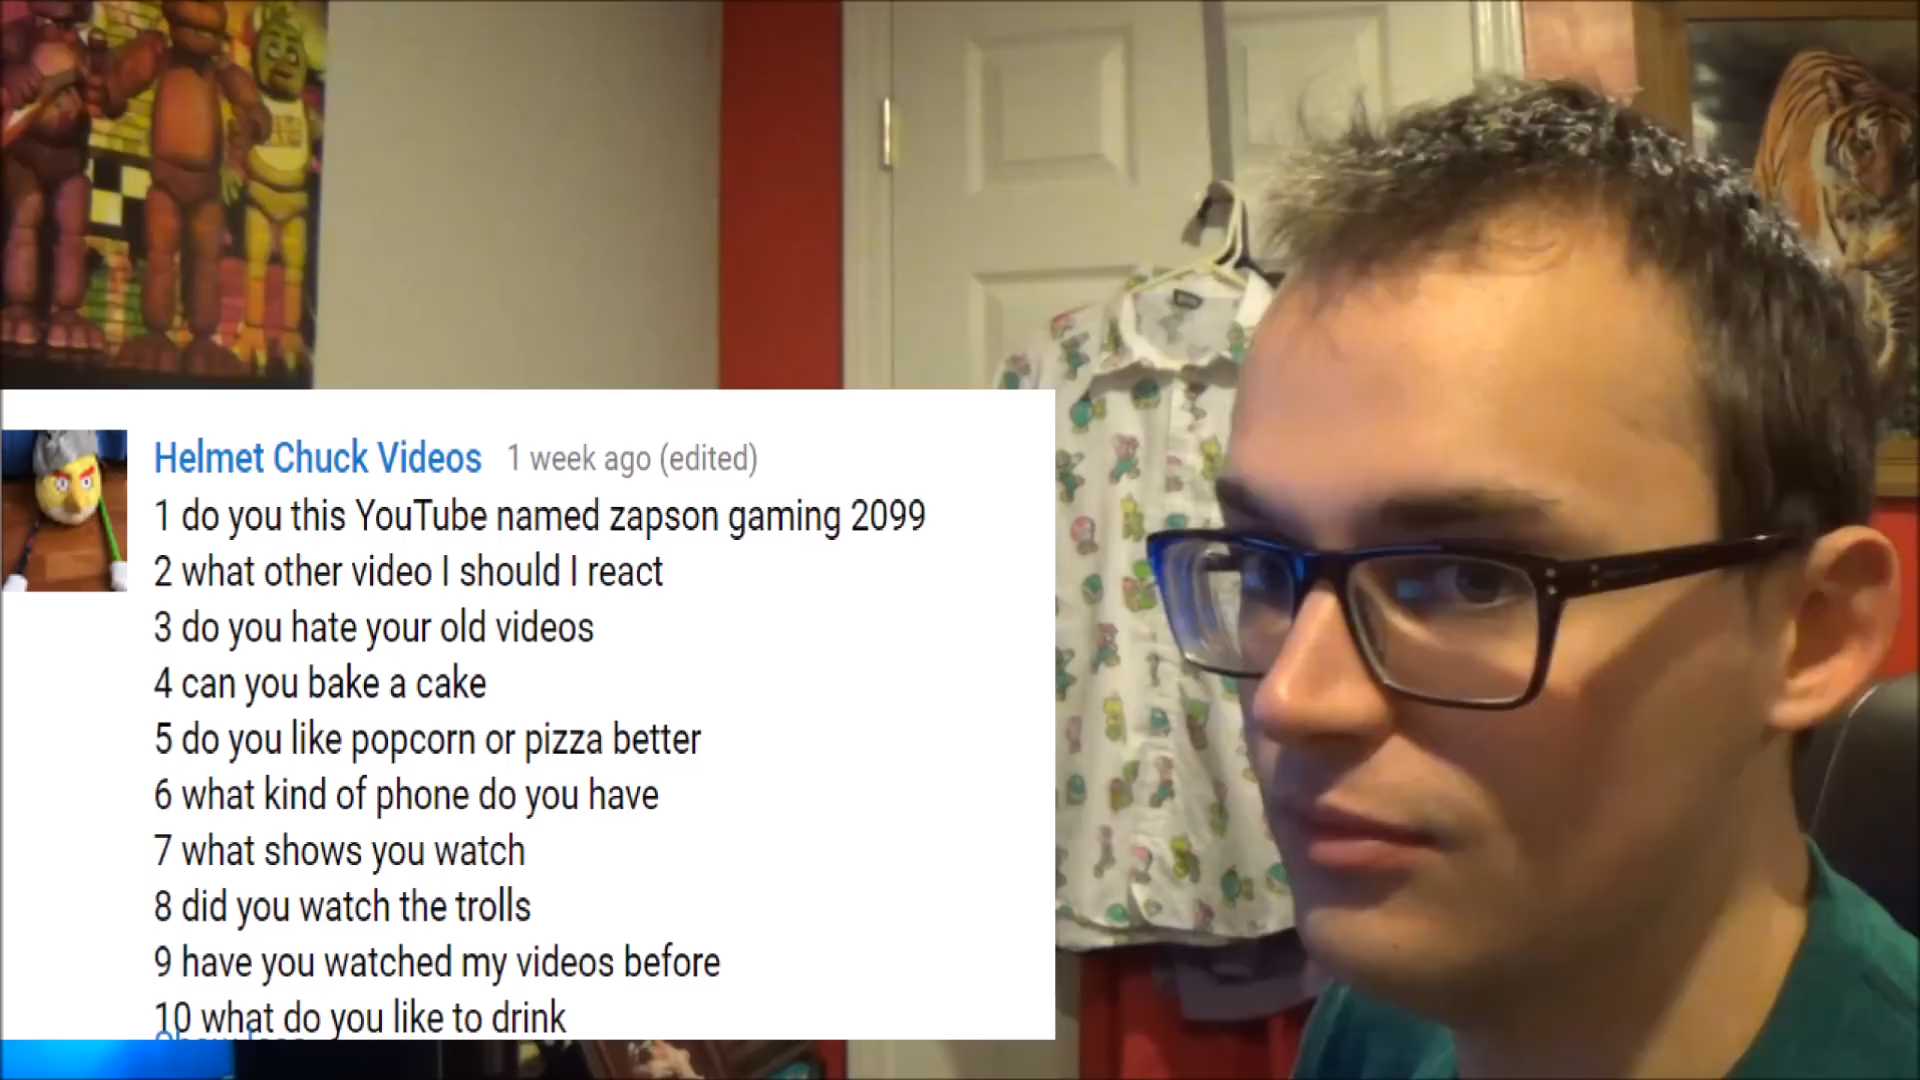 Helmet Chuck Videos 1 week ago (edited)
1 do you this YouTube named zapson gaming 2099
2 what other video I should I react
3 do you hate your old videos
4 can you bake a cake
5 do you like popcorn or pizza better
6 what kind of phone do you have
7 what shows you watch
8 did you watch the trolls
9 have you watched my videos before
10 what do you like to drink